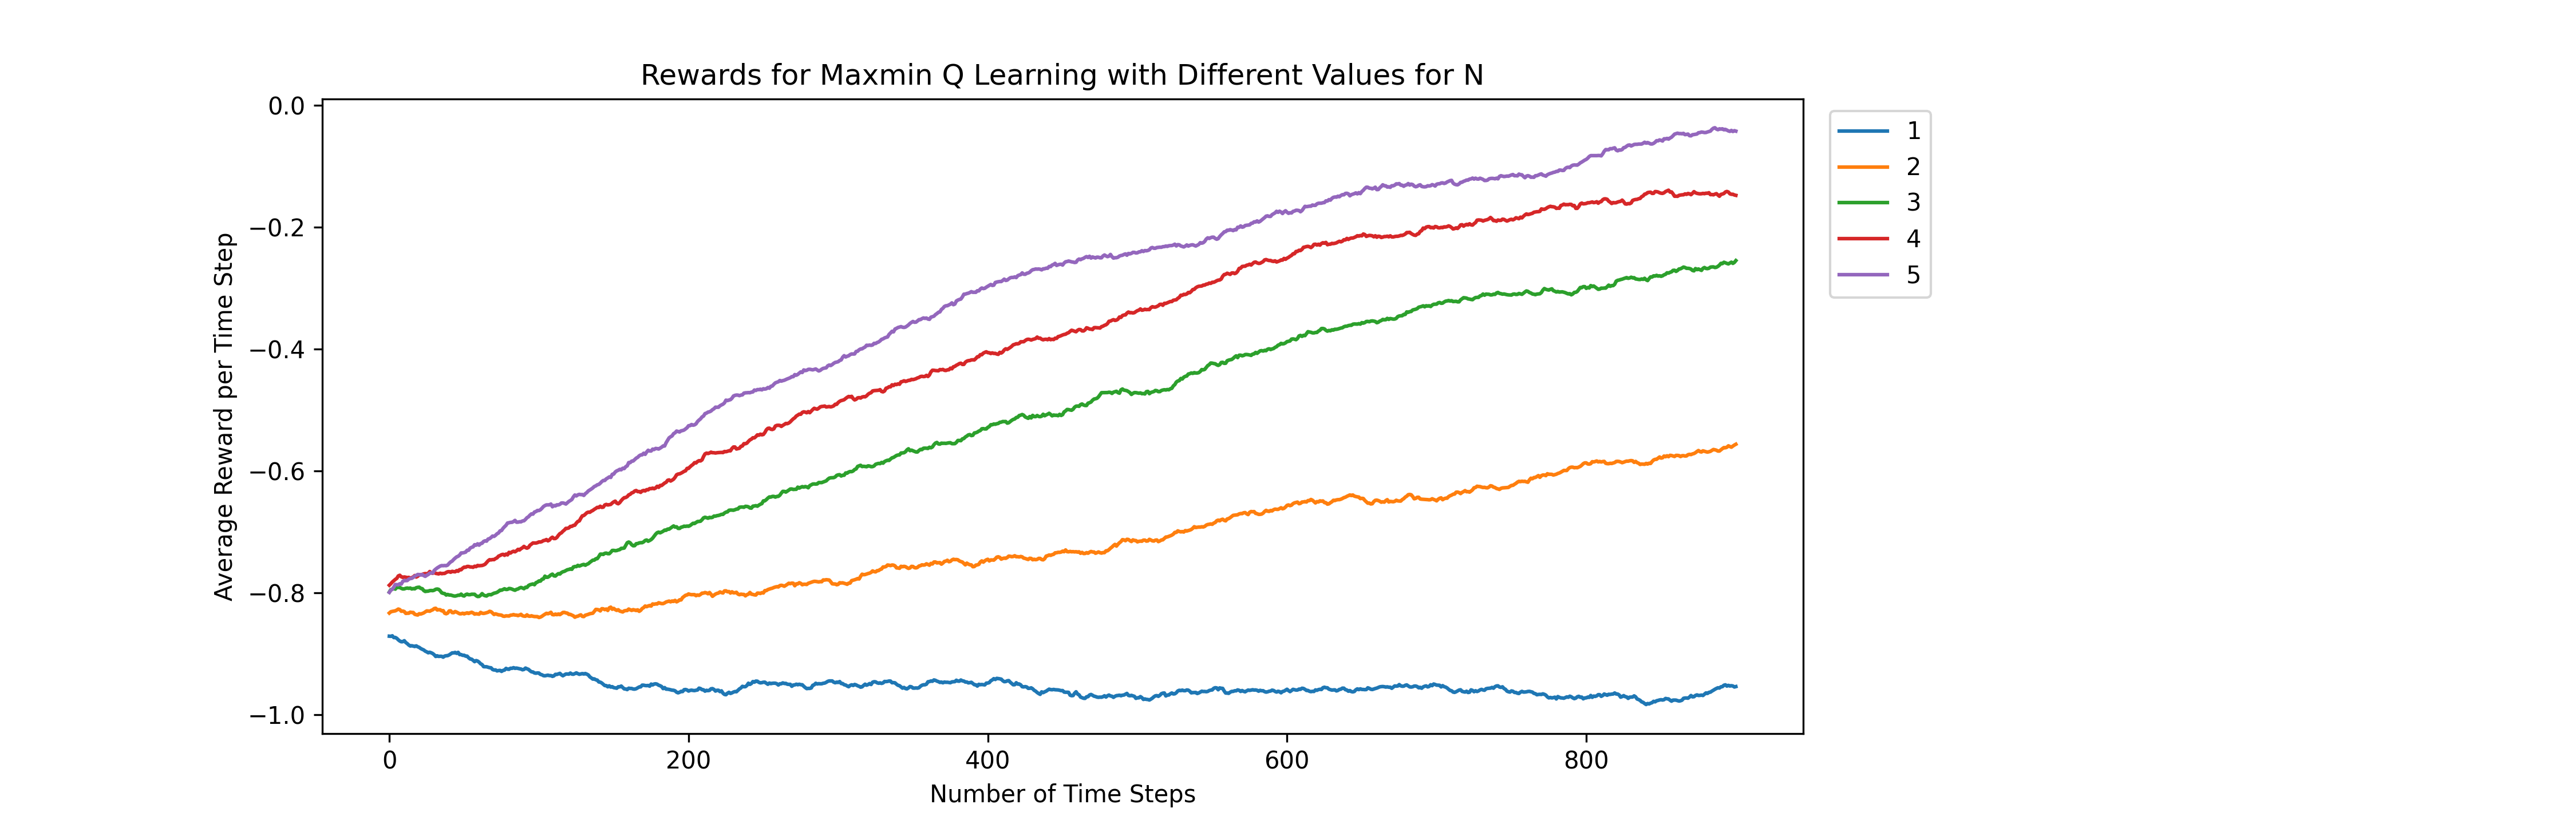 Rewards for Maxmin Q Learning with Different Values for N
0.0
−0.2
−0.4
−0.6
−0.8
−1.0
Average Reward per Time Step
0 200 400 600 800
Number of Time Steps
1
2
3
4
5